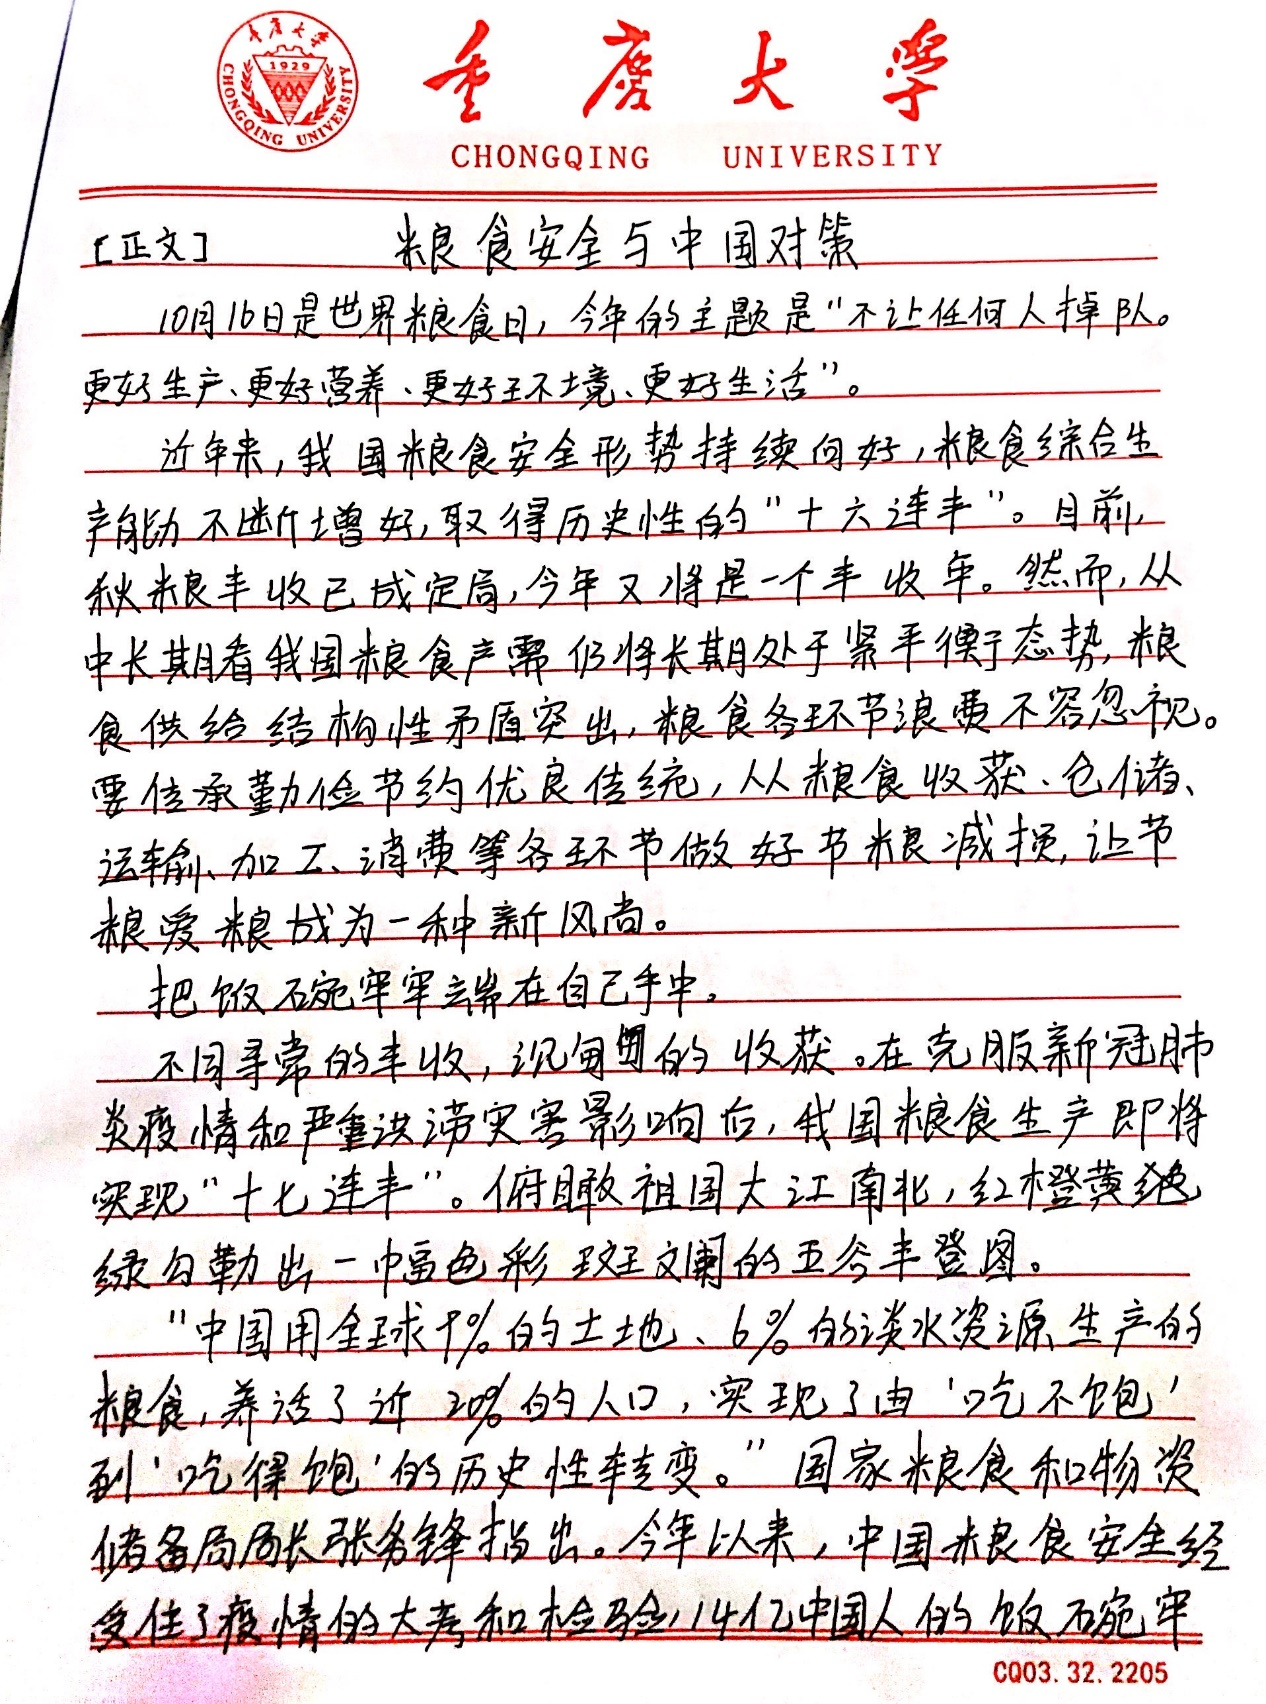 重庆大学
1929
CHONGQING UNIVERSITY
重庆大学
CHONGQING UNIVERSITY
[正文] 粮食安全与中国对策
10月16日是世界粮食日，今年的主题是“不让任何人掉队。
更好生产、更好营养、更好环境、更好生活”。
近年来，我国粮食安全形势持续向好，粮食综合生
产能力不断增好，取得历史性的“十六连丰”。目前，
秋粮丰收已成定局，今年又将是一个丰收年。然而，从
中长期看我国粮食产需仍将长期处于紧平衡态势，粮
食供给结构性矛盾突出，粮食各环节浪费不容忽视。
要传承勤俭节约优良传统，从粮食收获、仓储、
运输、加工、消费等各环节做好节粮减损，让节
粮爱粮成为一种新风尚。
把饭碗牢牢端在自己手中。
不同寻常的丰收，沉甸甸的收获。在克服新冠肺
炎疫情和严重洪涝灾害影响后，我国粮食生产即将
实现“十七连丰”。俯瞰祖国大江南北，红橙黄绝
绿勾勒出一幅色彩斑斓的五谷丰登图。
“中国用全球9%的土地、6%的淡水资源生产的
粮食，养活了近20%的人口，实现了由‘吃不饱’
到‘吃得饱’的历史性转变。”国家粮食和物资
储备局局长张务锋指出。今年以来，中国粮食安全经
受住了疫情的大考和检验，14亿中国人的饭碗牢
CQ03.32.2205